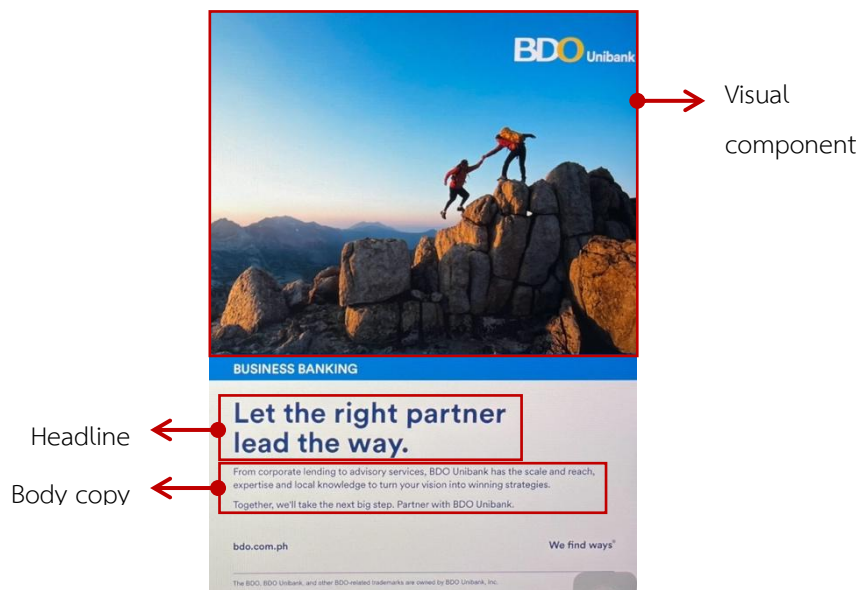 BDO Unibank
Visual
component
BUSINESS BANKING
Let the right partner
lead the way.
Headline
From corporate lending to advisory services, BDO Unibank has the scale and reach,
expertise and local knowledge to turn your vision into winning strategies.
Body copy
Together, we'll take the next big step. Partner with BDO Unibank.
bdo.com.ph
We find ways®
The BDO, BDO Unibank, and other BDO-related trademarks are owned by BDO Unibank, Inc.